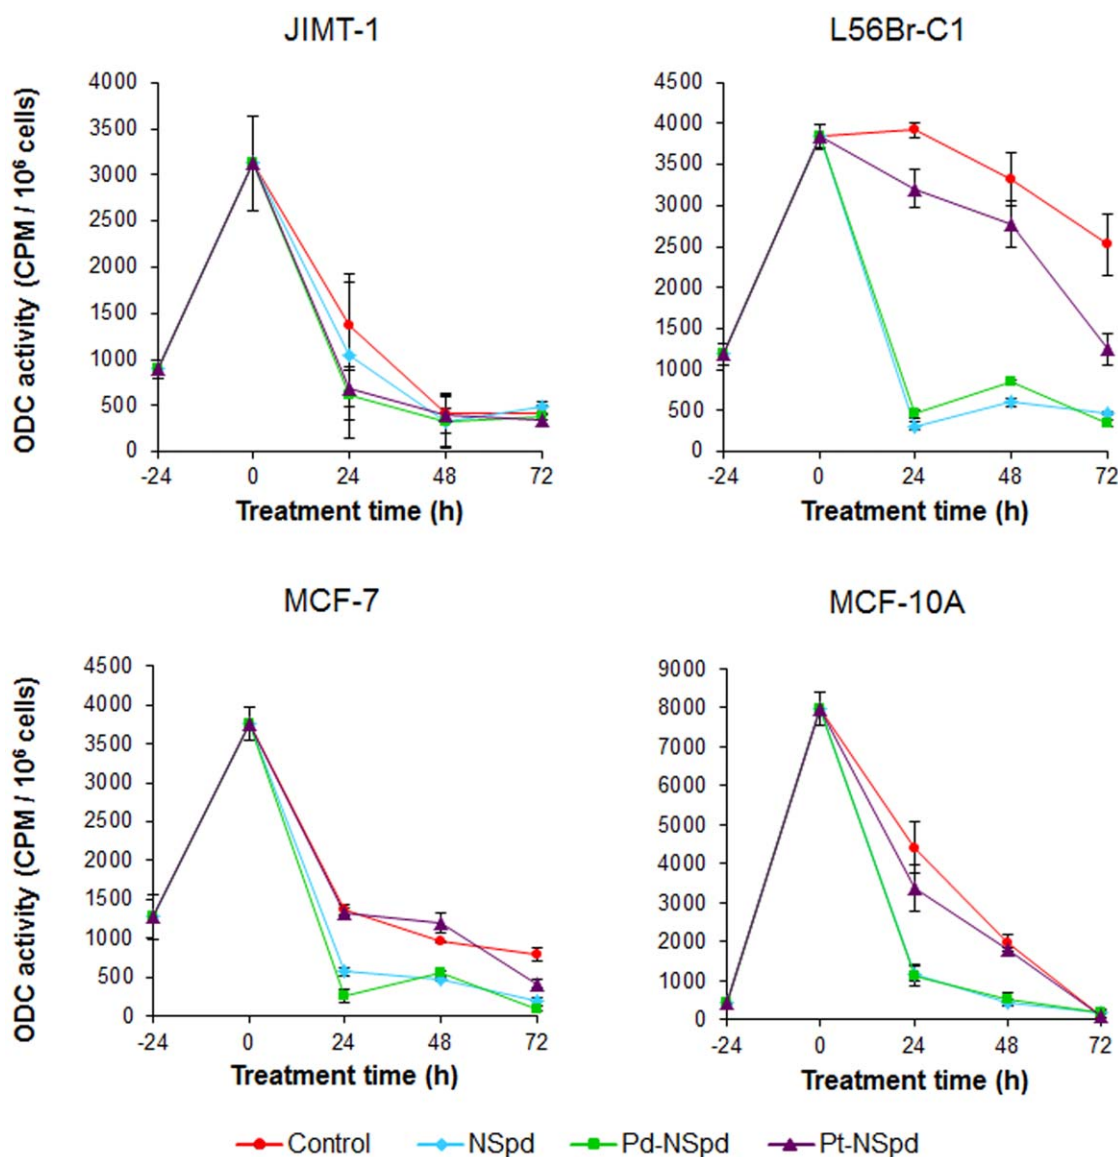 JIMT-1
ODC activity (CPM / 10⁶ cells)
4000
3500
3000
2500
2000
1500
1000
500
0
-24 0 24 48 72
Treatment time (h)
L56Br-C1
4500
4000
3500
3000
2500
2000
1500
1000
500
0
-24 0 24 48 72
Treatment time (h)
MCF-7
ODC activity (CPM / 10⁶ cells)
4500
4000
3500
3000
2500
2000
1500
1000
500
0
-24 0 24 48 72
Treatment time (h)
MCF-10A
9000
8000
7000
6000
5000
4000
3000
2000
1000
0
-24 0 24 48 72
Treatment time (h)
Control NSpd Pd-NSpd Pt-NSpd